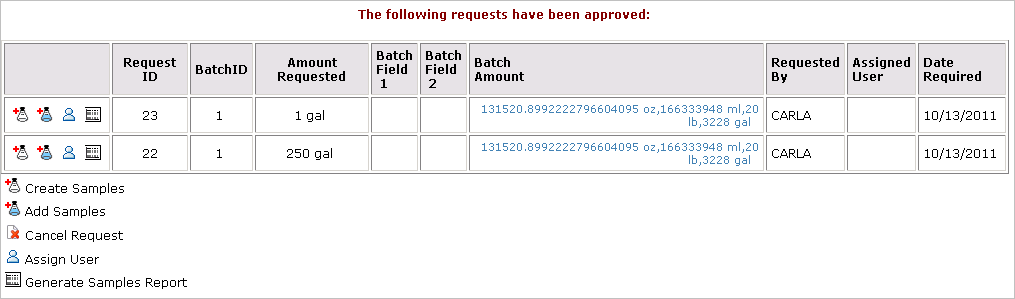 The following requests have been approved:
Request ID BatchID Amount Requested Batch Field 1 Batch Field 2 Batch Amount Requested By Assigned User Date Required
23 1 1 gal 131520.8992222796604095 oz,166333948 ml,20 lb,3228 gal CARLA 10/13/2011
22 1 250 gal 131520.8992222796604095 oz,166333948 ml,20 lb,3228 gal CARLA 10/13/2011
Create Samples
Add Samples
Cancel Request
Assign User
Generate Samples Report